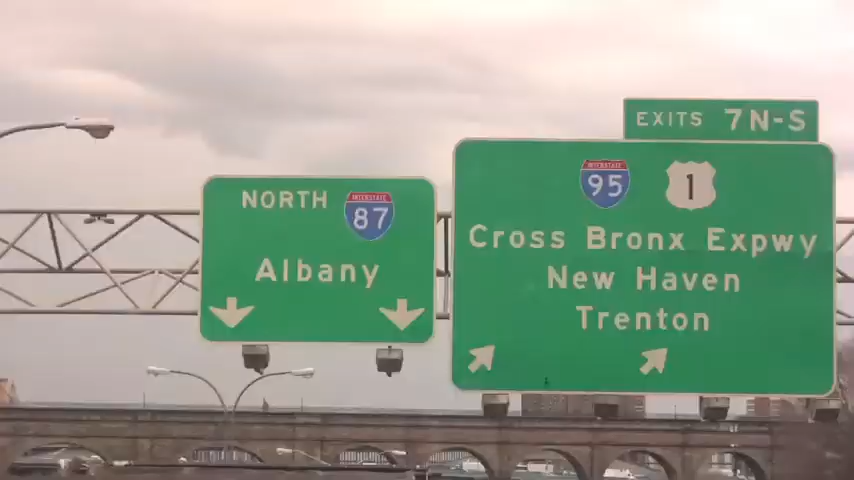 NORTH
INTERSTATE
87
Albany
EXITS 7N-S
INTERSTATE
95
1
Cross Bronx Expwy
New Haven
Trenton